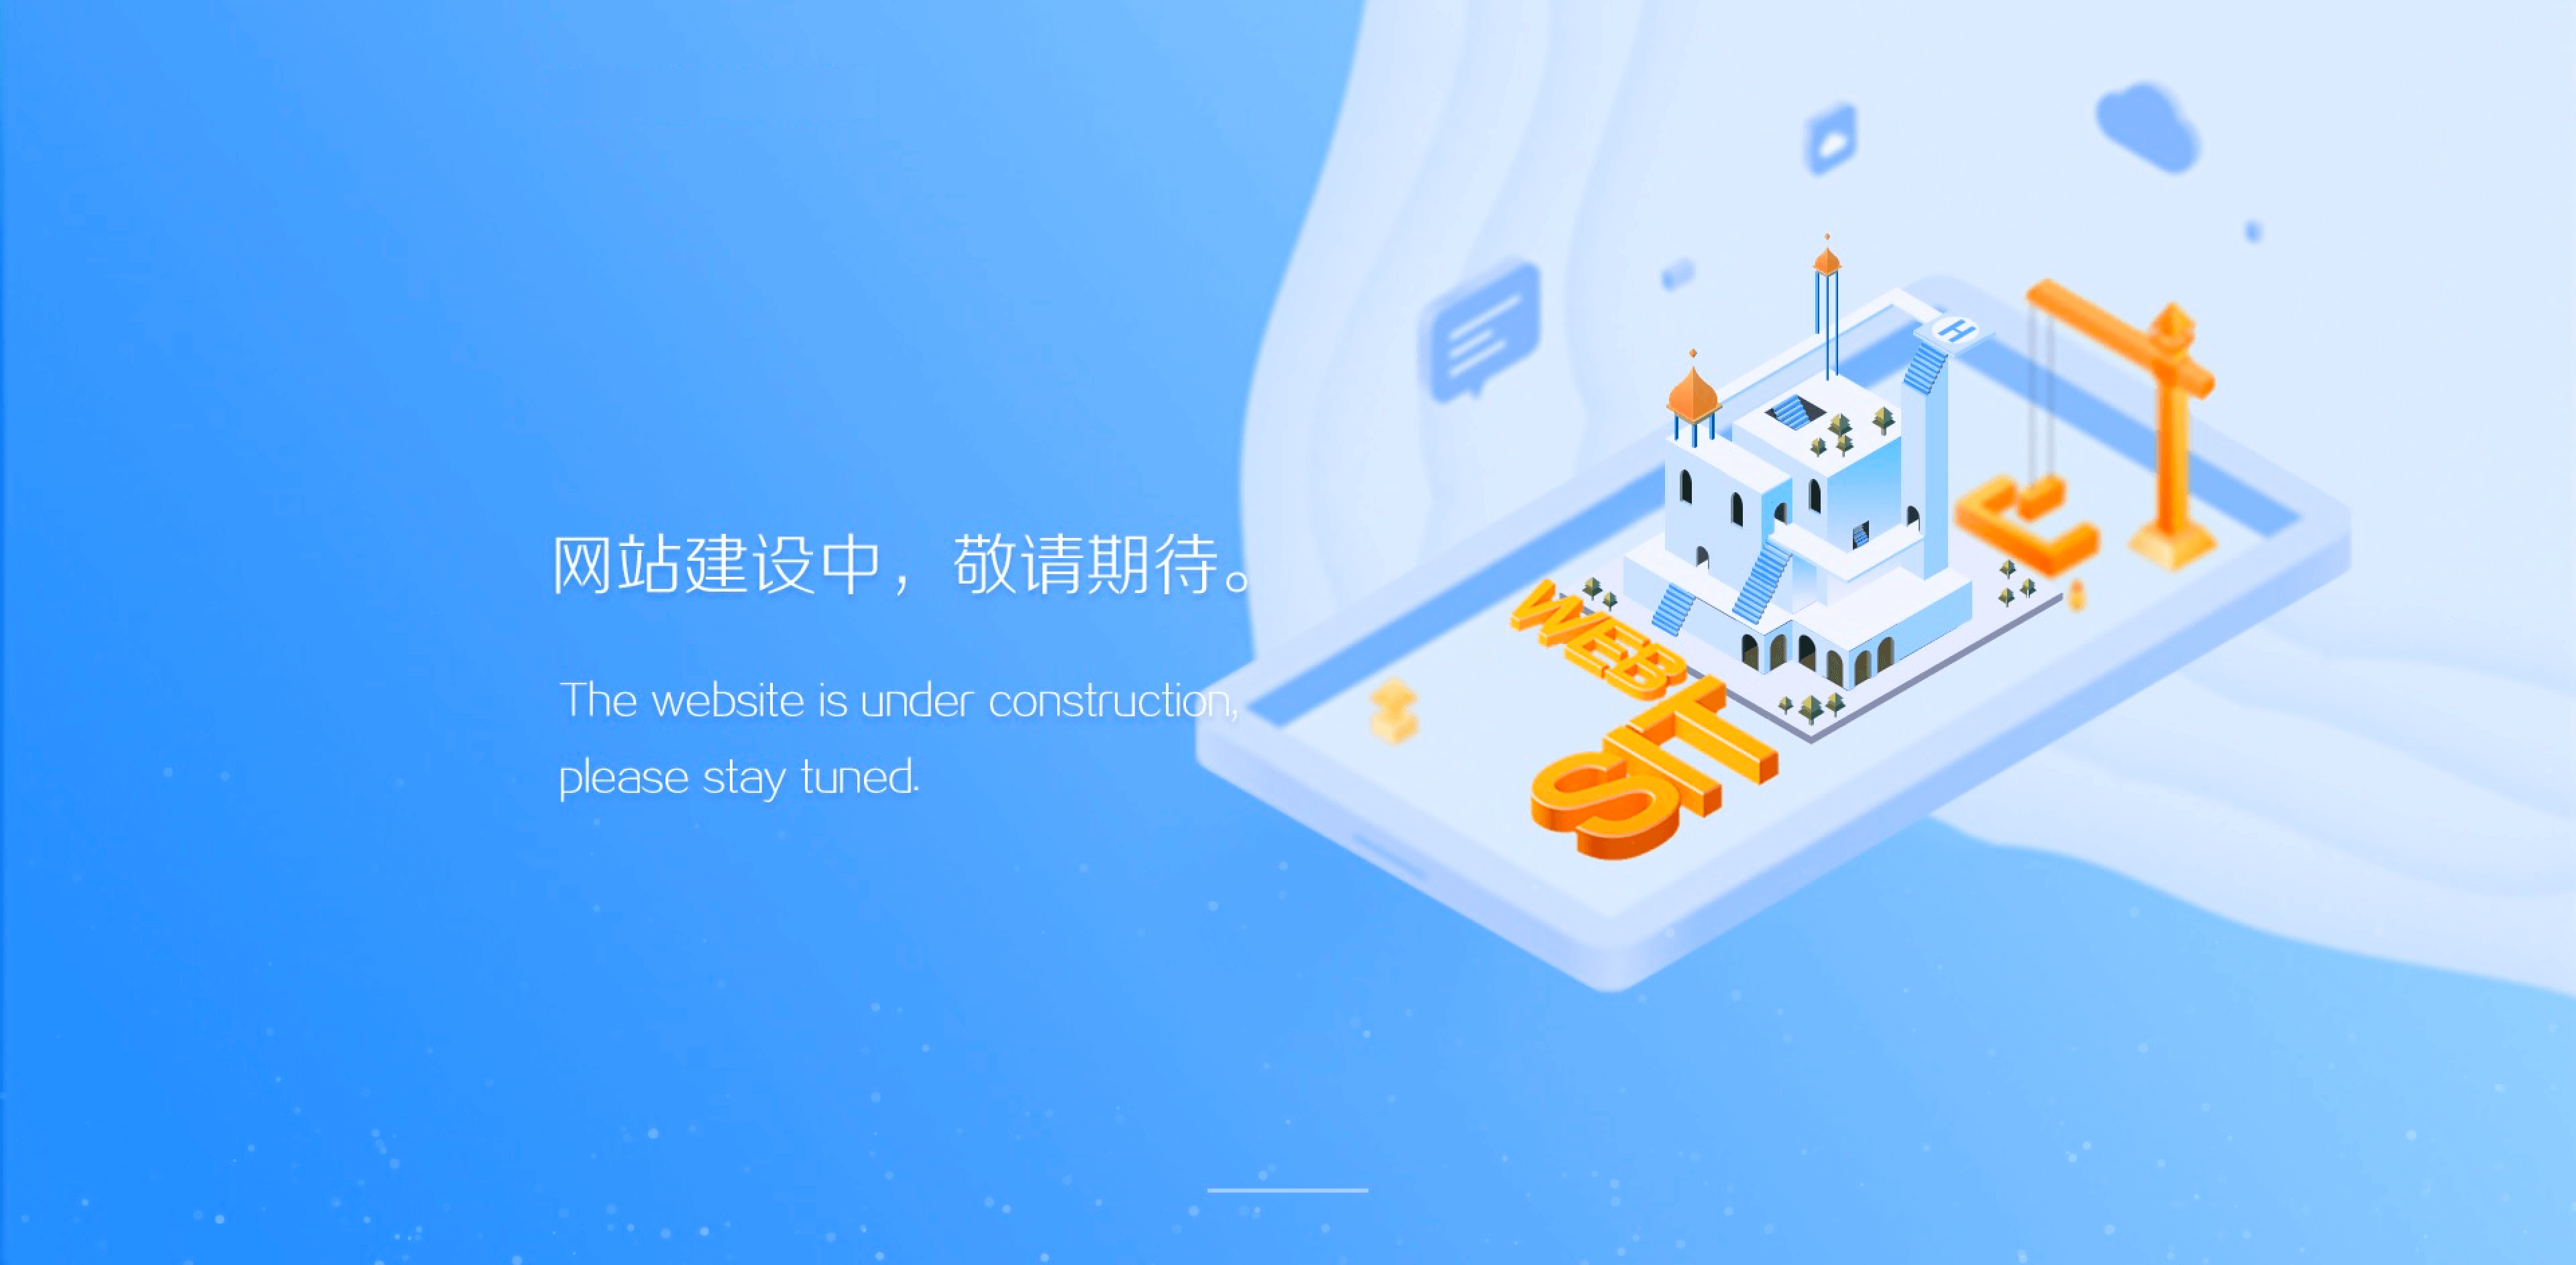 网站建设中，敬请期待。
The website is under construction,
please stay tuned.
H
WEB
SIT
E